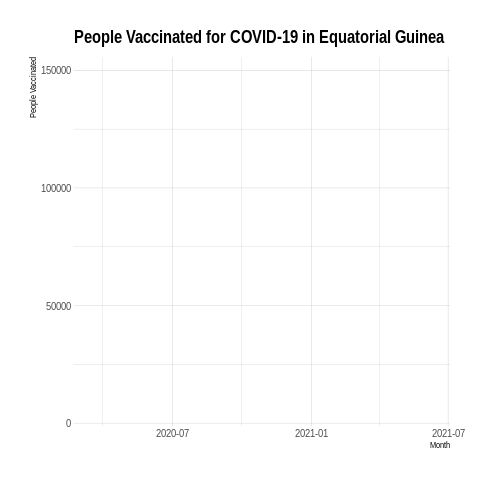 People Vaccinated for COVID-19 in Equatorial Guinea
People Vaccinated
150000
100000
50000
0
2020-07 2021-01 2021-07
Month